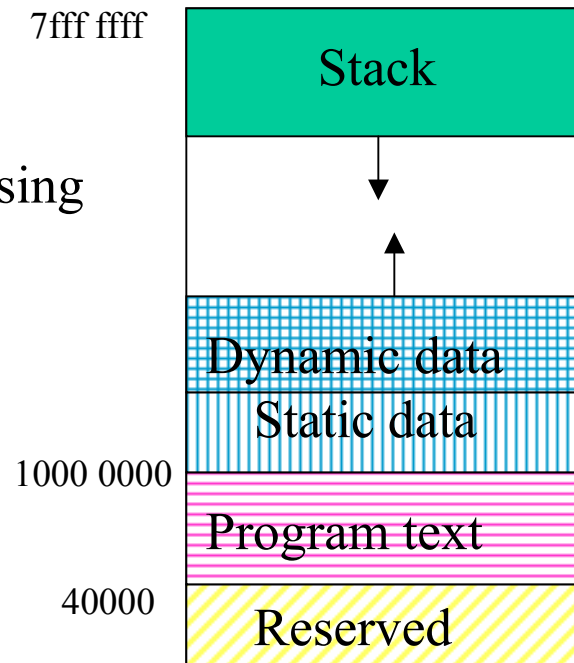 7fff ffff
Stack
sing
Dynamic data
Static data
1000 0000
Program text
40000
Reserved